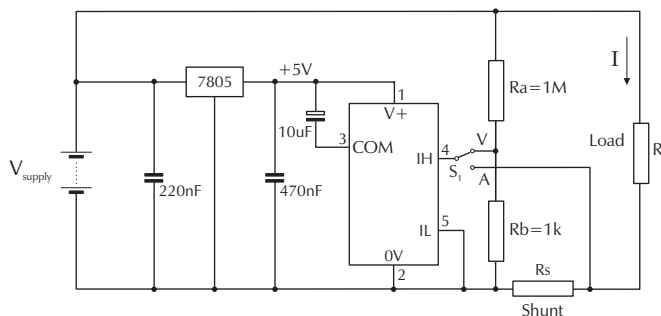 I
7805
+5V
1
V+
Ra=1M
10uF
3
COM
4
V
IH
S1
A
Load
R
Vsupply
220nF
470nF
5
IL
Rb=1k
0V
2
Rs
Shunt